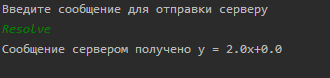 Введите сообщение для отправки серверу
Resolve
Сообщение сервером получено y = 2.0x+0.0